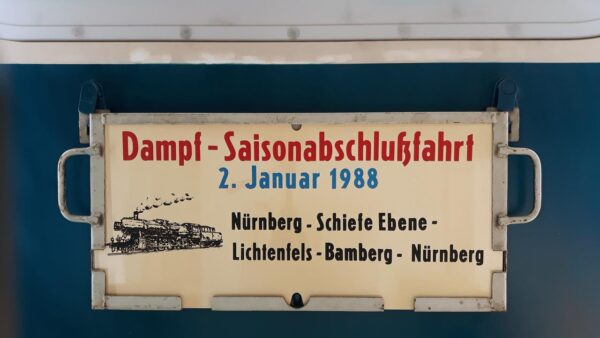 Dampf - Saisonabschlußfahrt
2. Januar 1988
Nürnberg - Schiefe Ebene -
Lichtenfels - Bamberg - Nürnberg